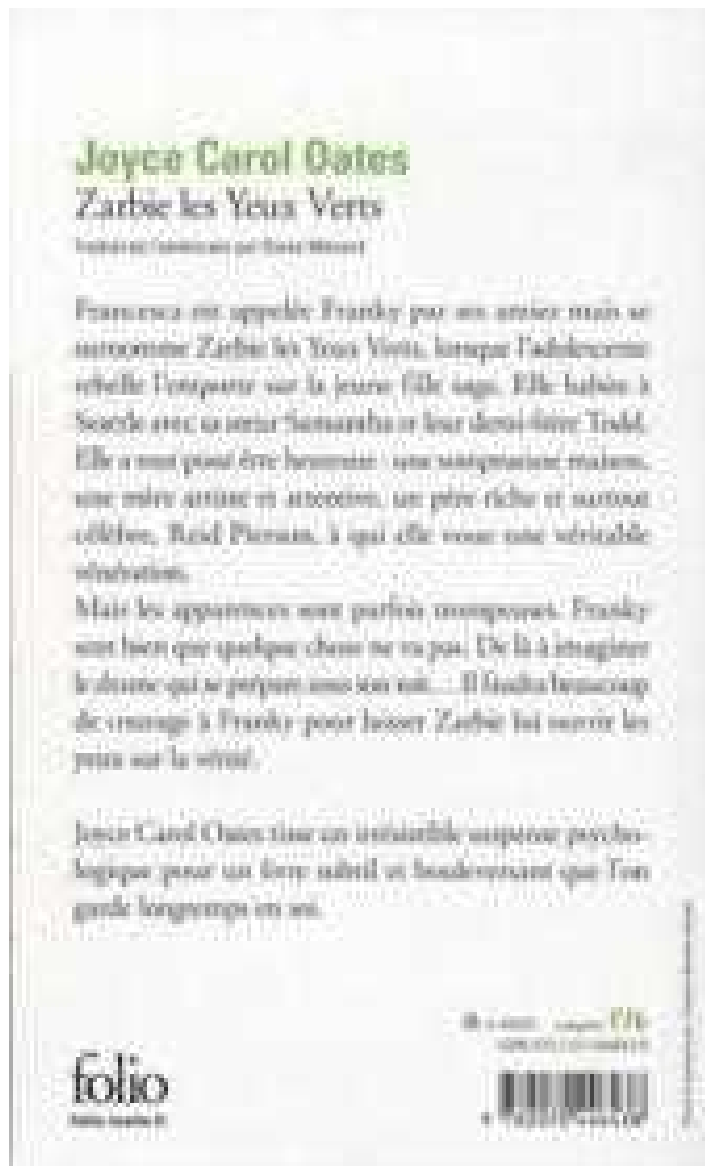 Joyce Carol Oates
Zarbie les Yeux Verts
Traduit de l'américain par Diane Ménard
Francesca est appelée Franky par ses amies mais se
surnomme Zarbie les Yeux Verts, lorsque l'adolescente
rebelle l'emporte sur la jeune fille sage. Elle habite à
Seattle avec sa sœur Samantha et leur demi-frère Todd.
Elle a tout pour être heureuse : une somptueuse maison,
une mère artiste et attentive, un père riche et surtout
célèbre, Reid Pierson, à qui elle voue une véritable
vénération.
Mais les apparences sont parfois trompeuses. Franky
sent bien que quelque chose ne va pas. De là à imaginer
le drame qui se prépare sous son toit... Il faudra beaucoup
de courage à Franky pour laisser Zarbie lui ouvrir les
yeux sur la vérité.
Joyce Carol Oates tisse un irrésistible suspense psycho-
logique pour un livre subtil et bouleversant que l'on
garde longtemps en soi.
folio